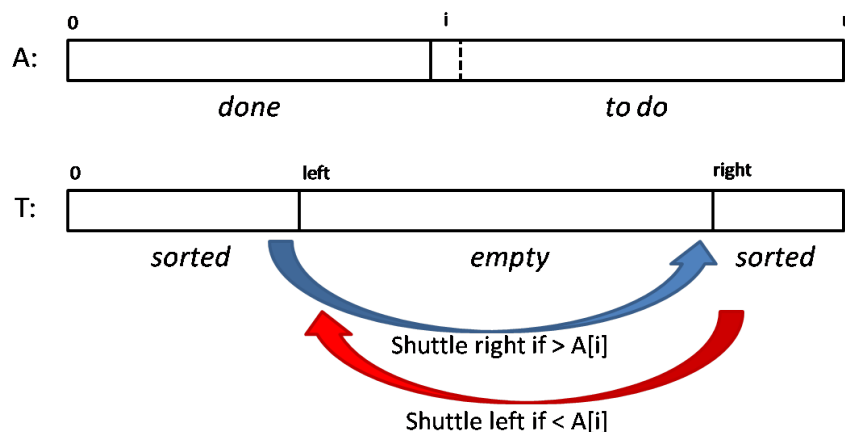 0 i
A:
done to do
0 left right
T:
sorted empty sorted
Shuttle right if > A[i]
Shuttle left if < A[i]